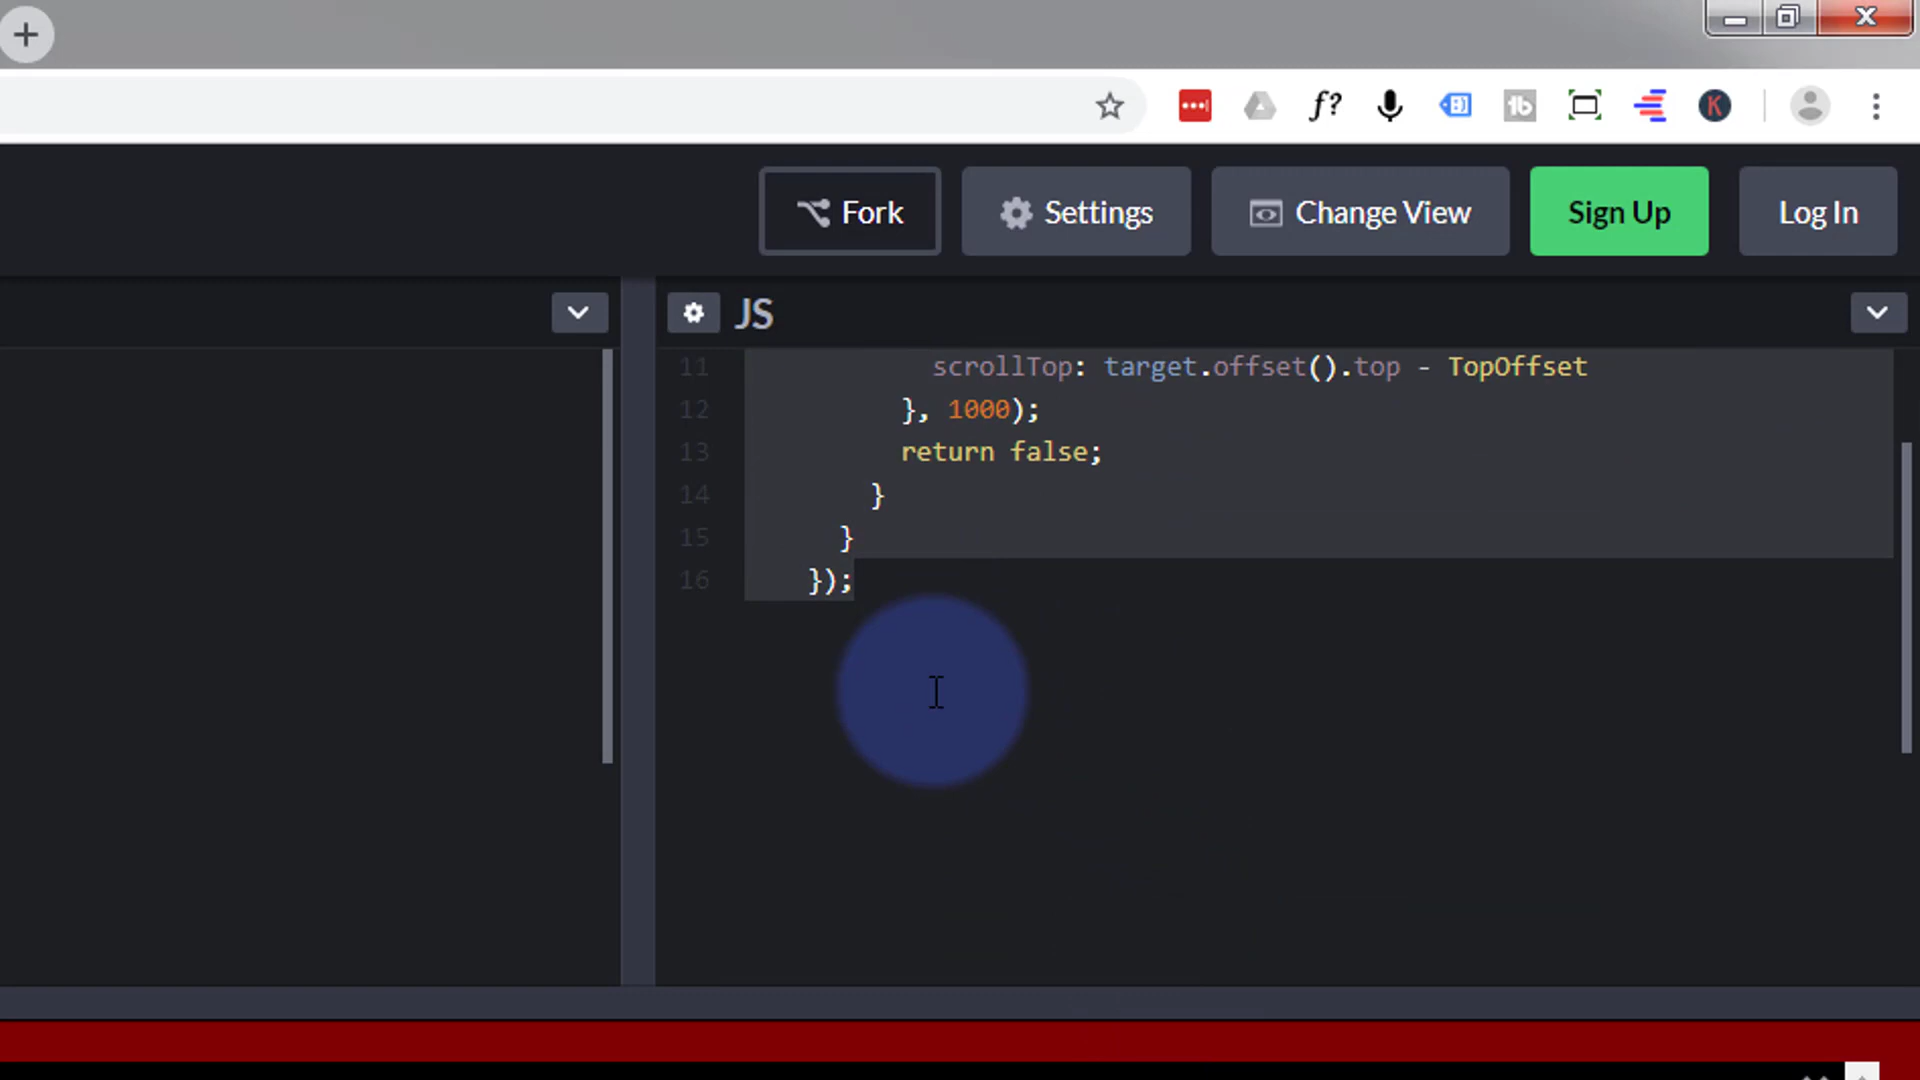 f?
tb
K
Fork
Settings
Change View
Sign Up
Log In
JS
11 scrollTop: target.offset().top - TopOffset
12 }, 1000);
13 return false;
14 }
15 }
16 });